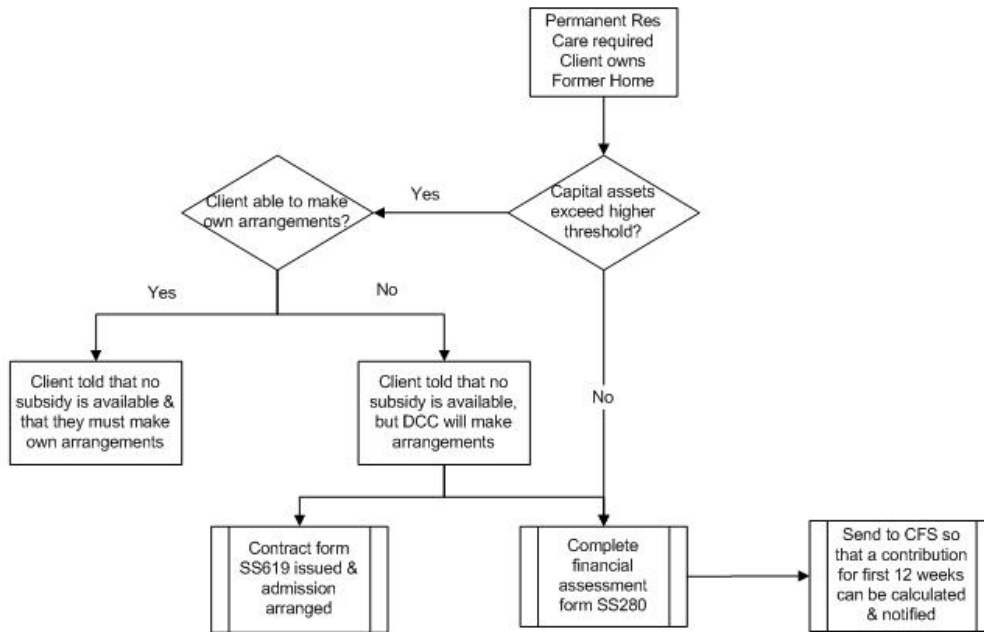 Permanent Res
Care required
Client owns
Former Home
Capital assets
exceed higher
threshold?
Yes
Client able to make
own arrangements?
Yes
No
Client told that no
subsidy is available &
that they must make
own arrangements
Client told that no
subsidy is available,
but DCC will make
arrangements
No
Contract form
SS619 issued &
admission
arranged
Complete
financial
assessment
form SS280
Send to CFS so
that a contribution
for first 12 weeks
can be calculated
& notified